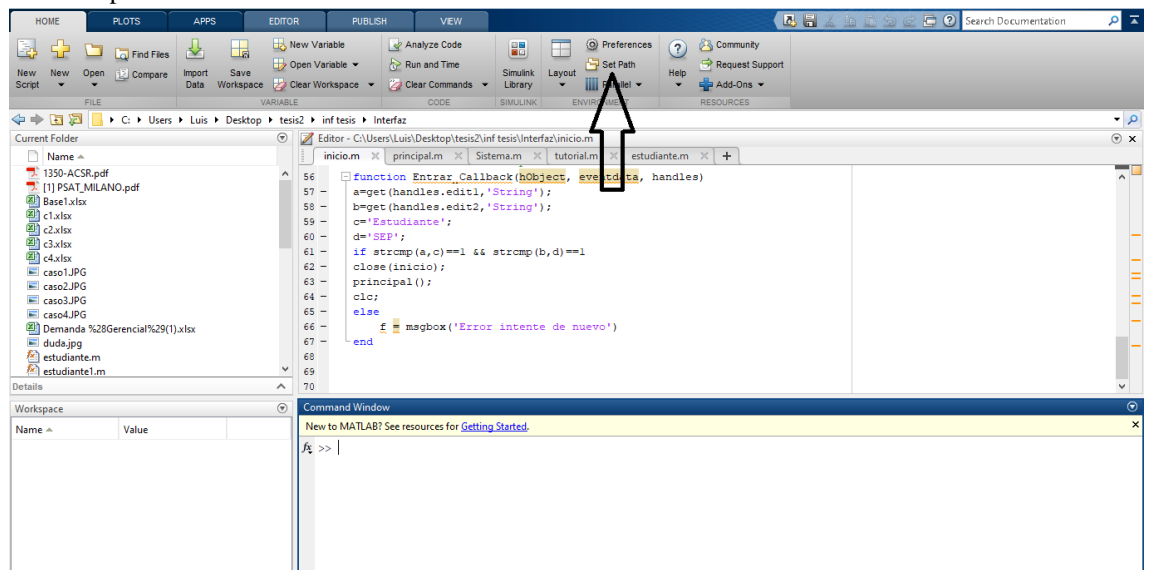 HOME PLOTS APPS EDITOR PUBLISH VIEW Search Documentation
New Script
New
Open
Find Files
Compare
Import Data
Save Workspace
New Variable
Open Variable
Clear Workspace
Analyze Code
Run and Time
Clear Commands
Simulink Library
Layout
Preferences
Set Path
Help
Community
Request Support
Add-Ons
FILE VARIABLE CODE SIMULINK RESOURCES
C: Users Luis Desktop tesis2 inf tesis Interfaz
Current Folder
Name
1350-ACSR.pdf
[1] PSAT_MILANO.pdf
Base1.xlsx
c1.xlsx
c2.xlsx
c3.xlsx
c4.xlsx
caso1.JPG
caso2.JPG
caso3.JPG
caso4.JPG
Demanda %28Gerencial%29(1).xlsx
duda.jpg
estudiante.m
estudiante1.m
Details
Workspace
Name Value
Editor - C:\Users\Luis\Desktop\tesis2\inf tesis\Interfaz\inicio.m
inicio.m principal.m Sistema.m tutorial.m estudiante.m +
56 function Entrar_Callback(hObject, eventdata, handles)
57 - a=get(handles.edit1,'String');
58 - b=get(handles.edit2,'String');
59 - c='Estudiante';
60 - d='SEP';
61 - if strcmp(a,c)==1 && strcmp(b,d)==1
62 - close(inicio);
63 - principal();
64 - clc;
65 - else
66 - f = msgbox('Error intente de nuevo')
67 - end
68
69
70
Command Window
New to MATLAB? See resources for Getting Started.
fx >>